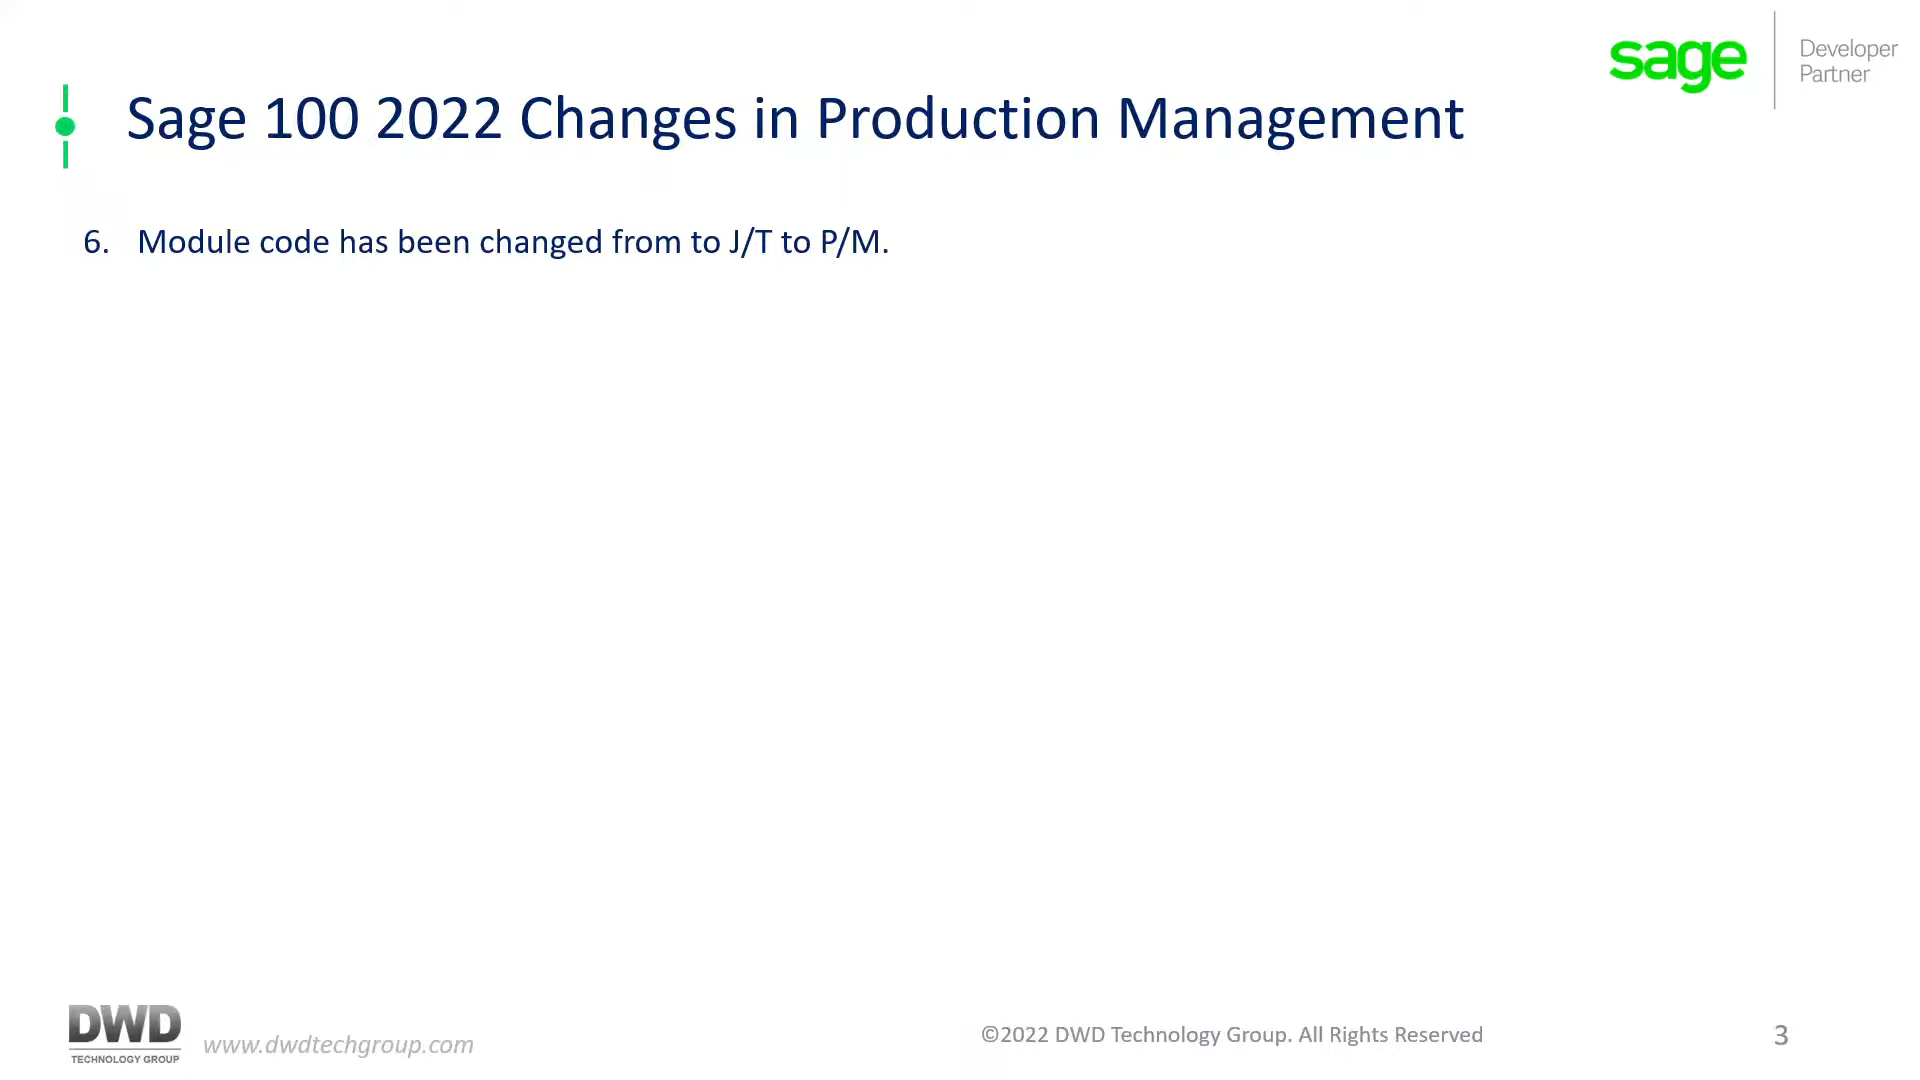 sage
Developer
Partner
Sage 100 2022 Changes in Production Management
6. Module code has been changed from to J/T to P/M.
DWD
TECHNOLOGY GROUP
www.dwdtechgroup.com
©2022 DWD Technology Group. All Rights Reserved
3